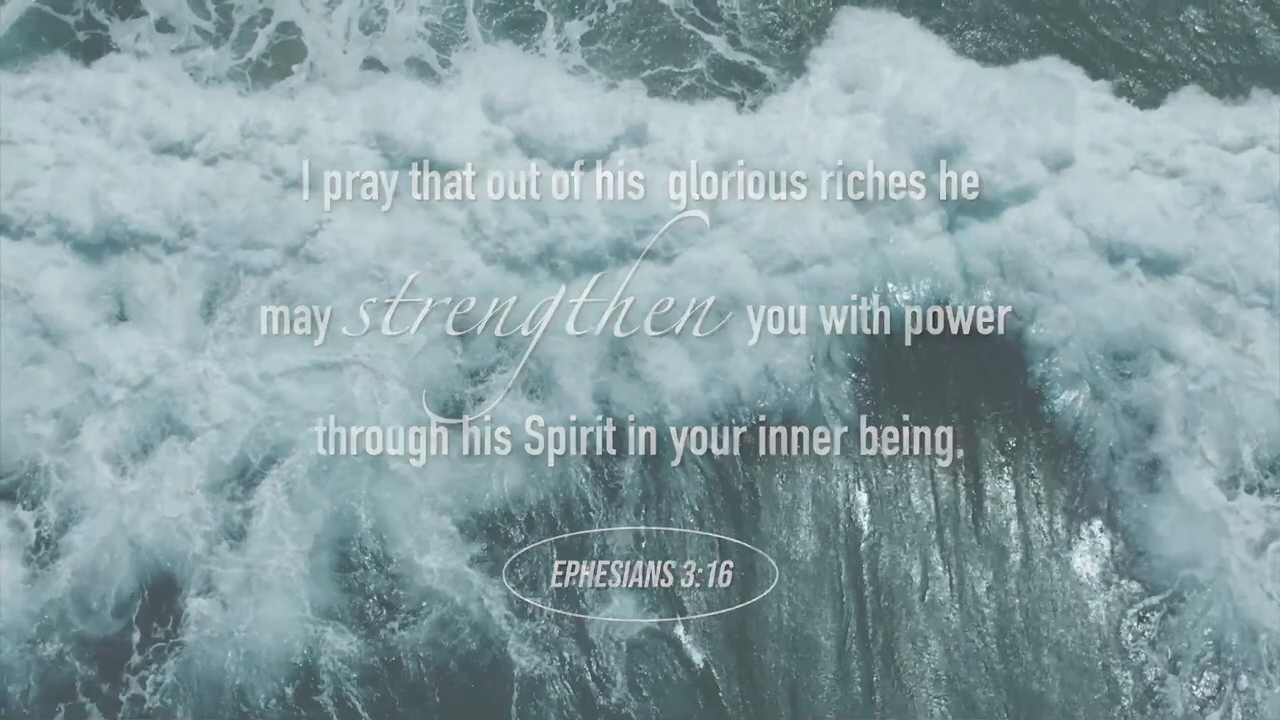 I pray that out of his glorious riches he
may strengthen you with power
through his Spirit in your inner being,
EPHESIANS 3:16